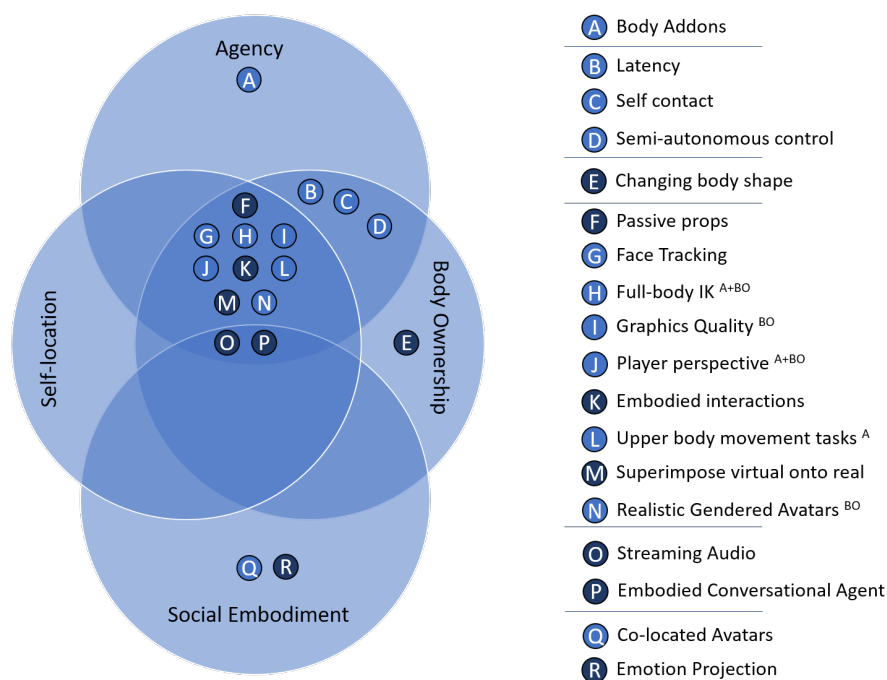 Agency
A
B
C
D
F
G H I
J K L
M N
O P
E
Self-location
Body Ownership
Q R
Social Embodiment
A Body Addons
B Latency
C Self contact
D Semi-autonomous control
E Changing body shape
F Passive props
G Face Tracking
H Full-body IK A+BO
I Graphics Quality BO
J Player perspective A+BO
K Embodied interactions
L Upper body movement tasks A
M Superimpose virtual onto real
N Realistic Gendered Avatars BO
O Streaming Audio
P Embodied Conversational Agent
Q Co-located Avatars
R Emotion Projection